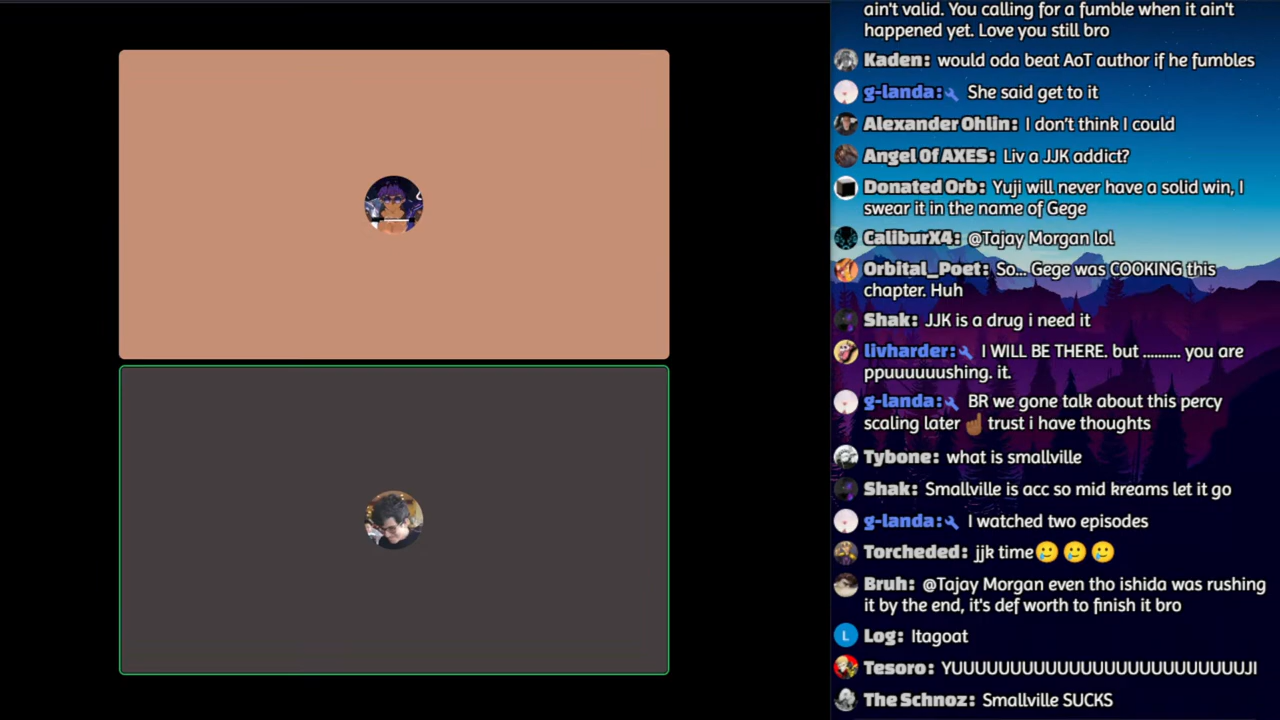 ain't valid. You calling for a fumble when it ain't
happened yet. Love you still bro
Kaden: would oda beat AoT author if he fumbles
g-landa: She said get to it
Alexander Ohlin: I don't think I could
Angel Of AXES: Liv a JJK addict?
Donated Orb: Yuji will never have a solid win, I
swear it in the name of Gege
CaliburX4: @Tajay Morgan lol
Orbital_Poet: So... Gege was COOKING this
chapter. Huh
Shak: JJK is a drug i need it
livharder: I WILL BE THERE. but .......... you are
ppuuuuuushing. it.
g-landa: BR we gone talk about this percy
scaling later ☝🏾 trust i have thoughts
Tybone: what is smallville
Shak: Smallville is acc so mid kreams let it go
g-landa: I watched two episodes
Torcheded: jjk time🥲 🥲 🥲
Bruh: @Tajay Morgan even tho ishida was rushing
it by the end, it's def worth to finish it bro
L Log: Itagoat
Tesoro: YUUUUUUUUUUUUUUUUUUUUUUUUUJI
The Schnoz: Smallville SUCKS